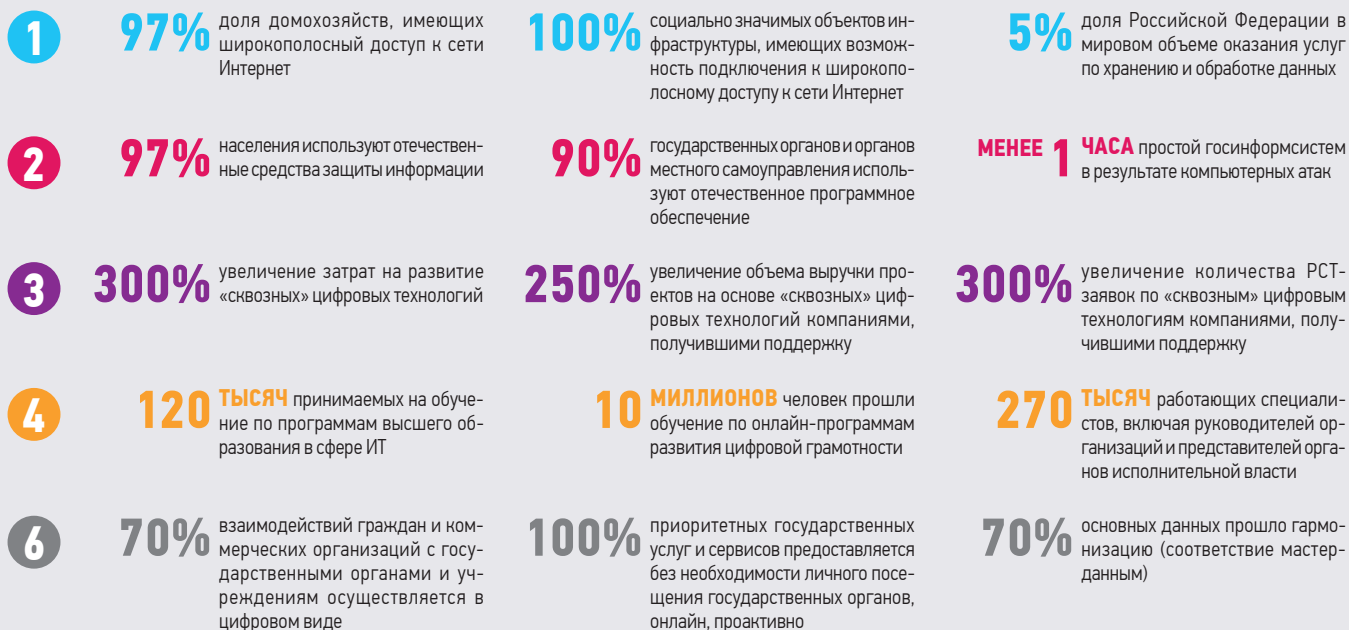 1
97% доля домохозяйств, имеющих
широкополосный доступ к сети
Интернет
100% социально значимых объектов ин-
фраструктуры, имеющих возмож-
ность подключения к широкопо-
лосному доступу к сети Интернет
5% доля Российской Федерации в
мировом объеме оказания услуг
по хранению и обработке данных
2
97% населения используют отечествен-
ные средства защиты информации
90% государственных органов и органов
местного самоуправления исполь-
зуют отечественное программное
обеспечение
МЕНЕЕ 1 ЧАСА простой госинформсистем
в результате компьютерных атак
3
300% увеличение затрат на развитие
«сквозных» цифровых технологий
250% увеличение объема выручки про-
ектов на основе «сквозных» циф-
ровых технологий компаниями,
получившими поддержку
300% увеличение количества PCT-
заявок по «сквозным» цифровым
технологиям компаниями, полу-
чившими поддержку
4
120 ТЫСЯЧ принимаемых на обуче-
ние по программам высшего об-
разования в сфере ИТ
10 МИЛЛИОНОВ человек прошли
обучение по онлайн-программам
развития цифровой грамотности
270 ТЫСЯЧ работающих специали-
стов, включая руководителей ор-
ганизаций и представителей орга-
нов исполнительной власти
6
70% взаимодействий граждан и ком-
мерческих организаций с госу-
дарственными органами и уч-
реждениям осуществляется в
цифровом виде
100% приоритетных государственных
услуг и сервисов предоставляется
без необходимости личного посе-
щения государственных органов,
онлайн, проактивно
70% основных данных прошло гармо-
низацию (соответствие мастер-
данным)